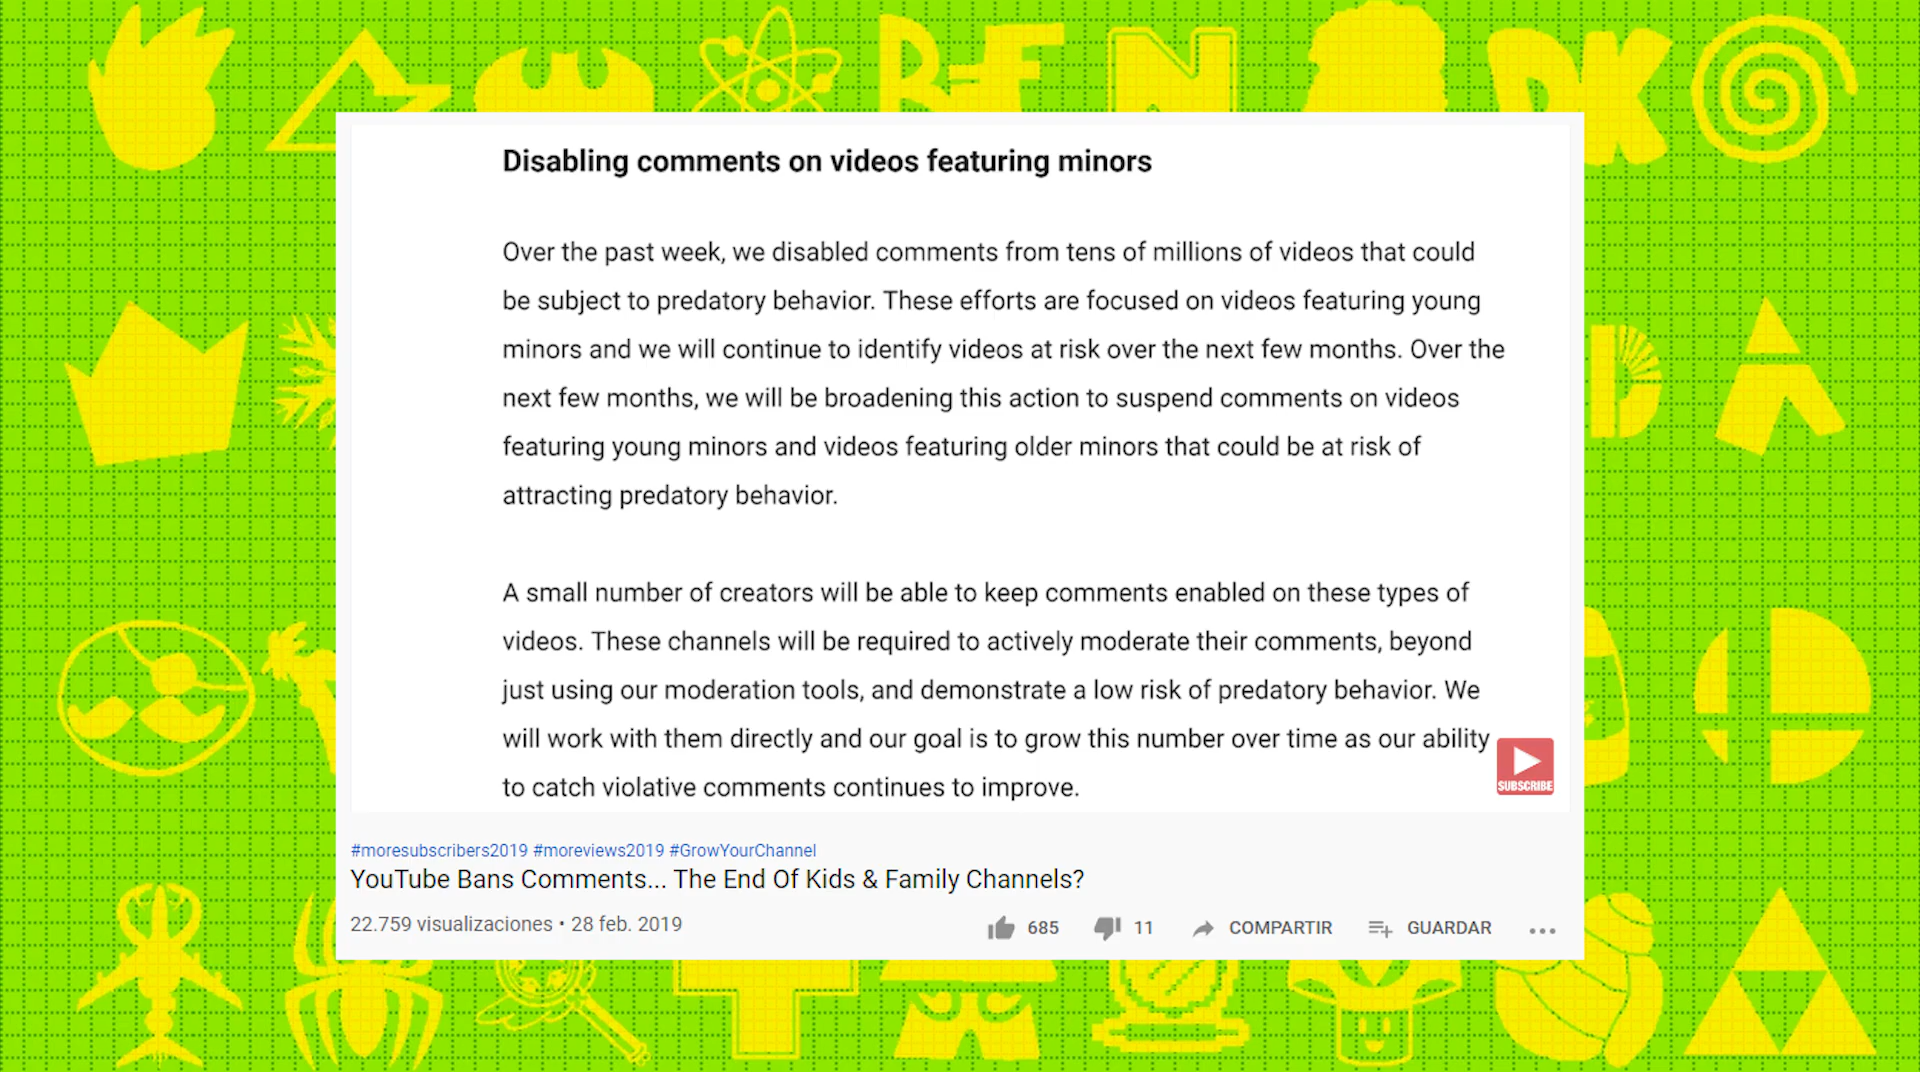 BEN
N
DK
Disabling comments on videos featuring minors
Over the past week, we disabled comments from tens of millions of videos that could
be subject to predatory behavior. These efforts are focused on videos featuring young
minors and we will continue to identify videos at risk over the next few months. Over the
next few months, we will be broadening this action to suspend comments on videos
featuring young minors and videos featuring older minors that could be at risk of
attracting predatory behavior.
A small number of creators will be able to keep comments enabled on these types of
videos. These channels will be required to actively moderate their comments, beyond
just using our moderation tools, and demonstrate a low risk of predatory behavior. We
will work with them directly and our goal is to grow this number over time as our ability
to catch violative comments continues to improve.
SUBSCRIBE
#moresubscribers2019 #moreviews2019 #GrowYourChannel
YouTube Bans Comments... The End Of Kids & Family Channels?
22.759 visualizaciones • 28 feb. 2019
685 11 COMPARTIR GUARDAR